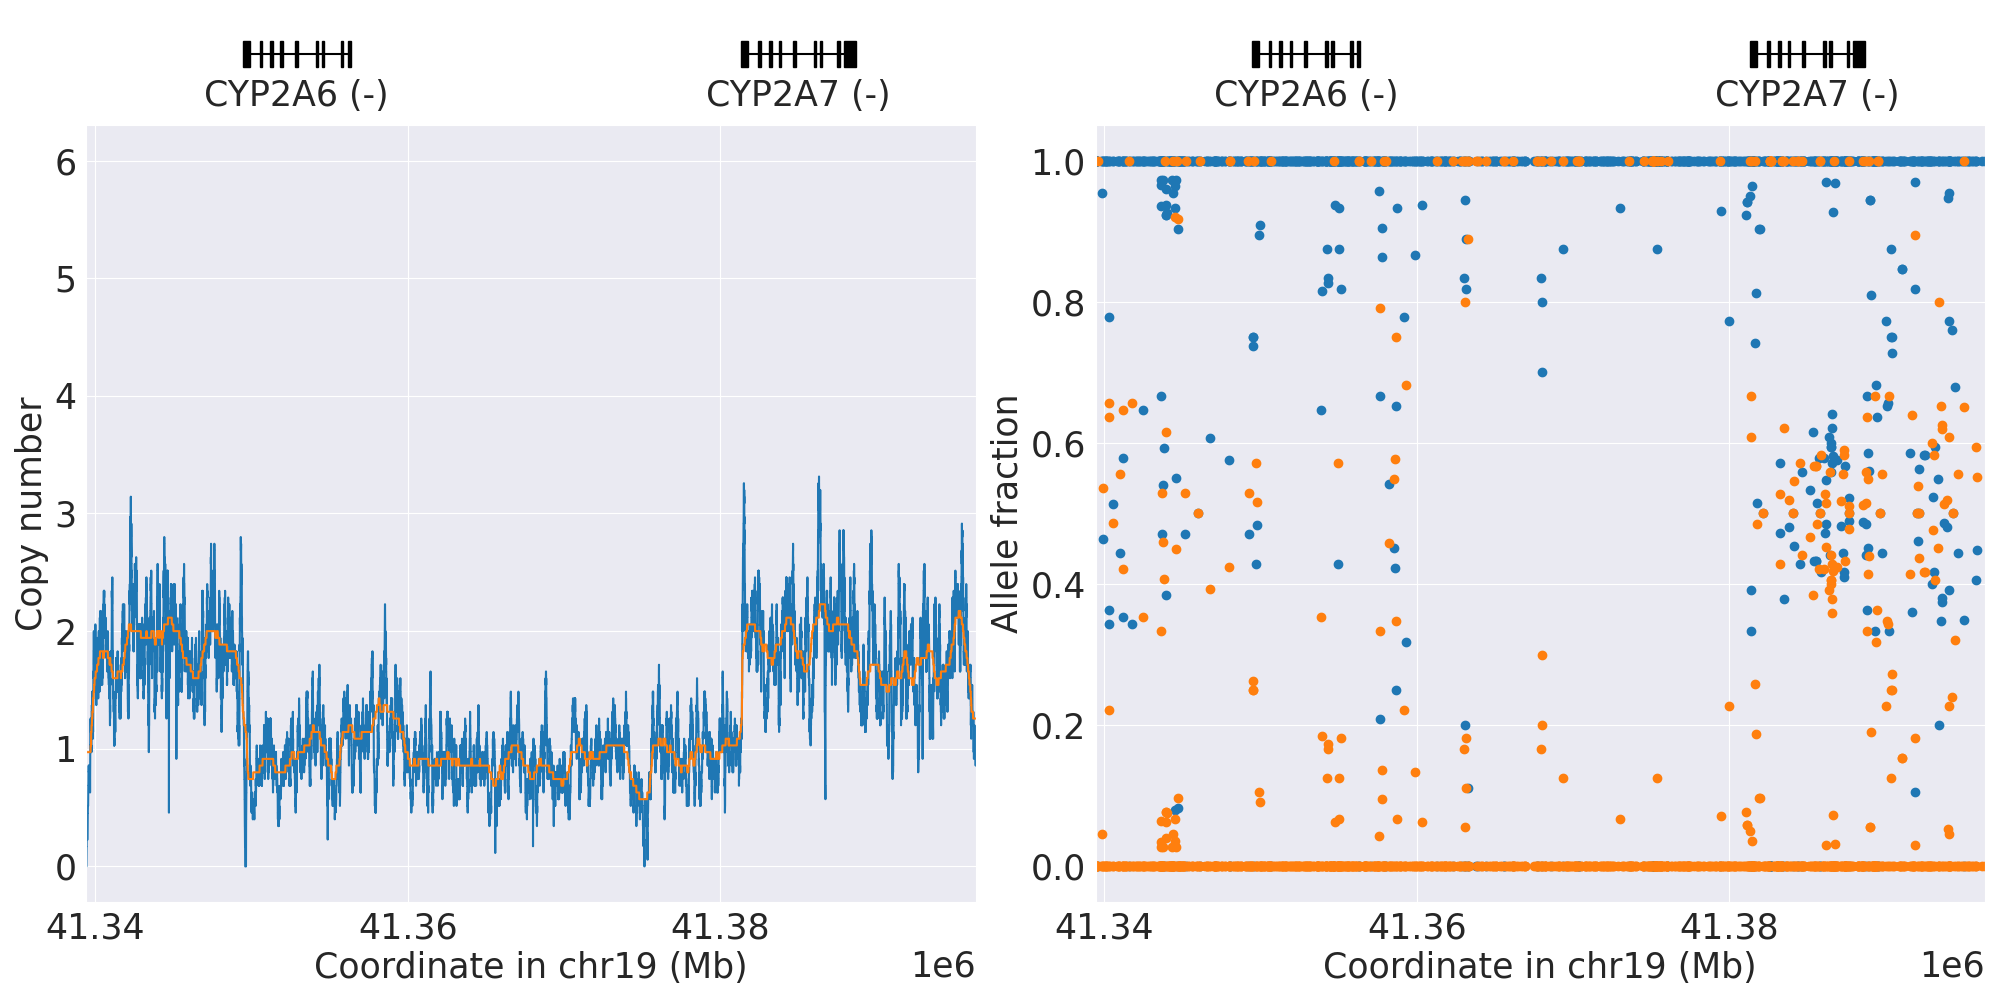 CYP2A6 (-)
CYP2A7 (-)
6
5
4
3
2
1
0
Copy number
41.34
41.36
41.38
Coordinate in chr19 (Mb)
1e6
CYP2A6 (-)
CYP2A7 (-)
1.0
0.8
0.6
0.4
0.2
0.0
Allele fraction
41.34
41.36
41.38
Coordinate in chr19 (Mb)
1e6